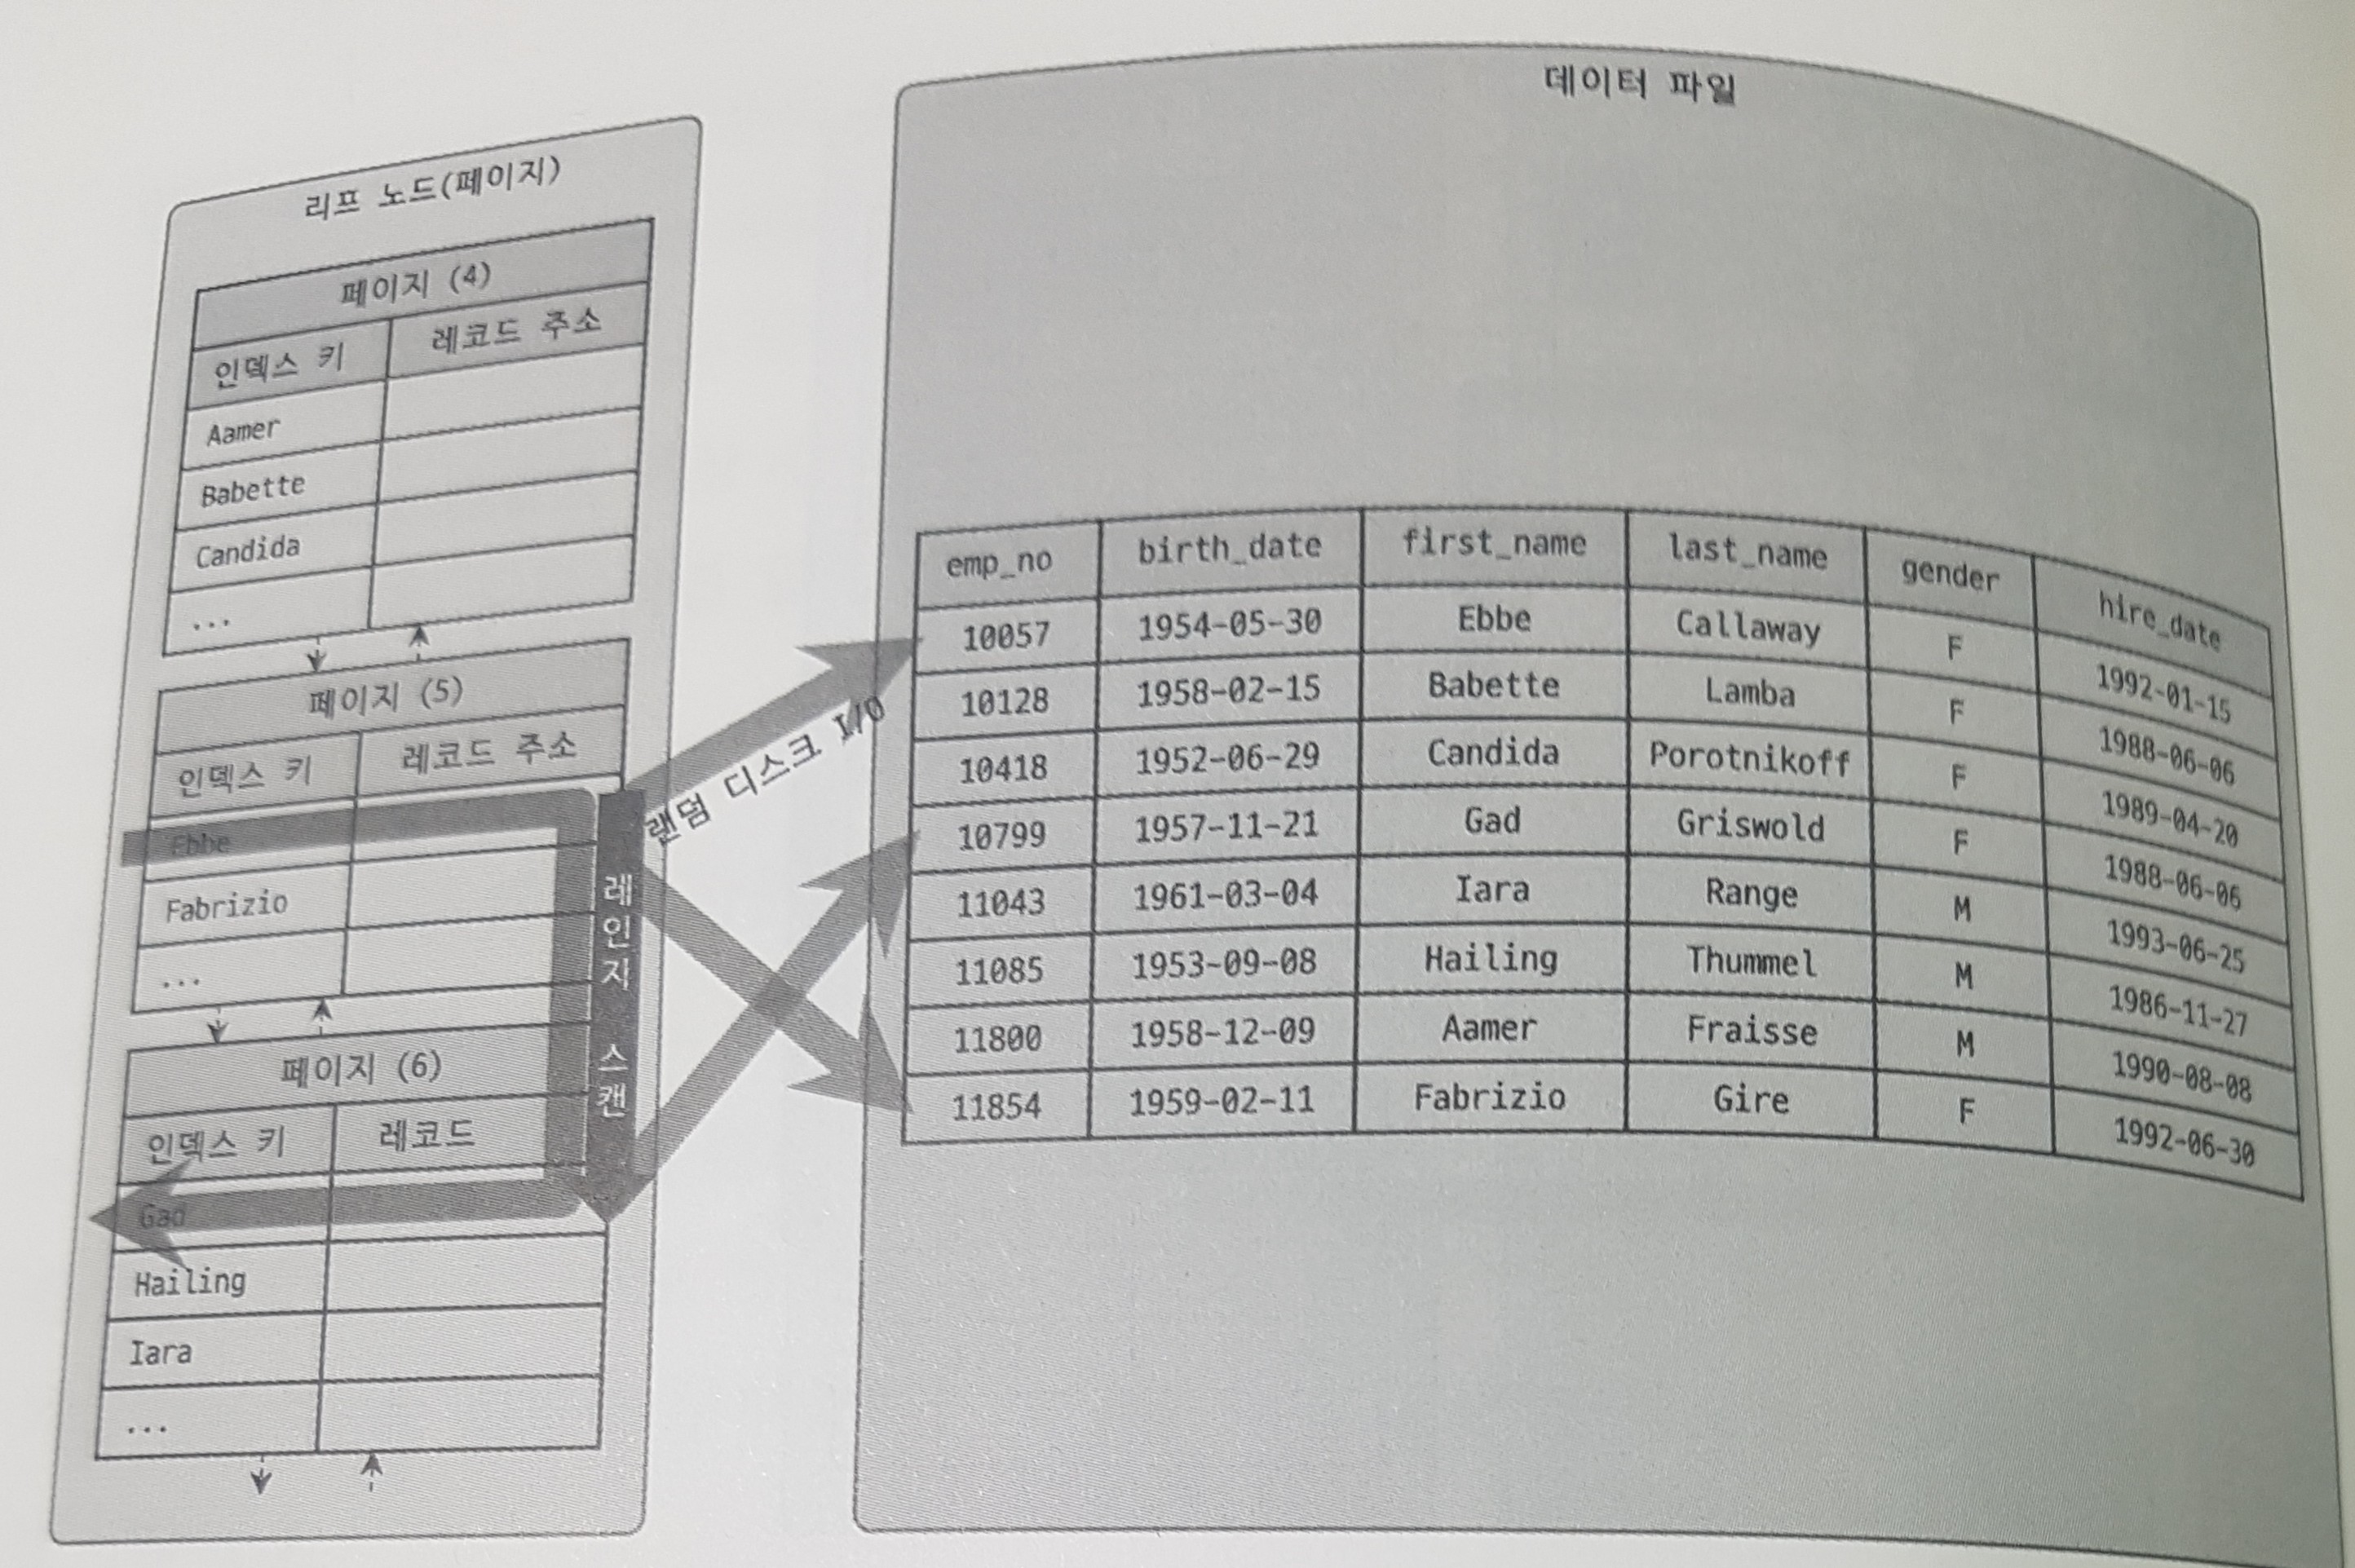 리프 노드(페이지)
페이지 (4)
인덱스 키 레코드 주소
Aamer
Babette
Candida
...
페이지 (5)
인덱스 키 레코드 주소
Ebbe
Fabrizio
...
페이지 (6)
인덱스 키 레코드
Gad
Hailing
Iara
...
레인지 스캔
랜덤 디스크 I/O
데이터 파일
emp_no birth_date first_name last_name gender hire_date
10057 1954-05-30 Ebbe Callaway F 1992-01-15
10128 1958-02-15 Babette Lamba F 1988-06-06
10418 1952-06-29 Candida Porotnikoff F 1989-04-20
10799 1957-11-21 Gad Griswold F 1988-06-06
11043 1961-03-04 Iara Range M 1993-06-25
11085 1953-09-08 Hailing Thummel M 1986-11-27
11800 1958-12-09 Aamer Fraisse M 1990-08-08
11854 1959-02-11 Fabrizio Gire F 1992-06-30